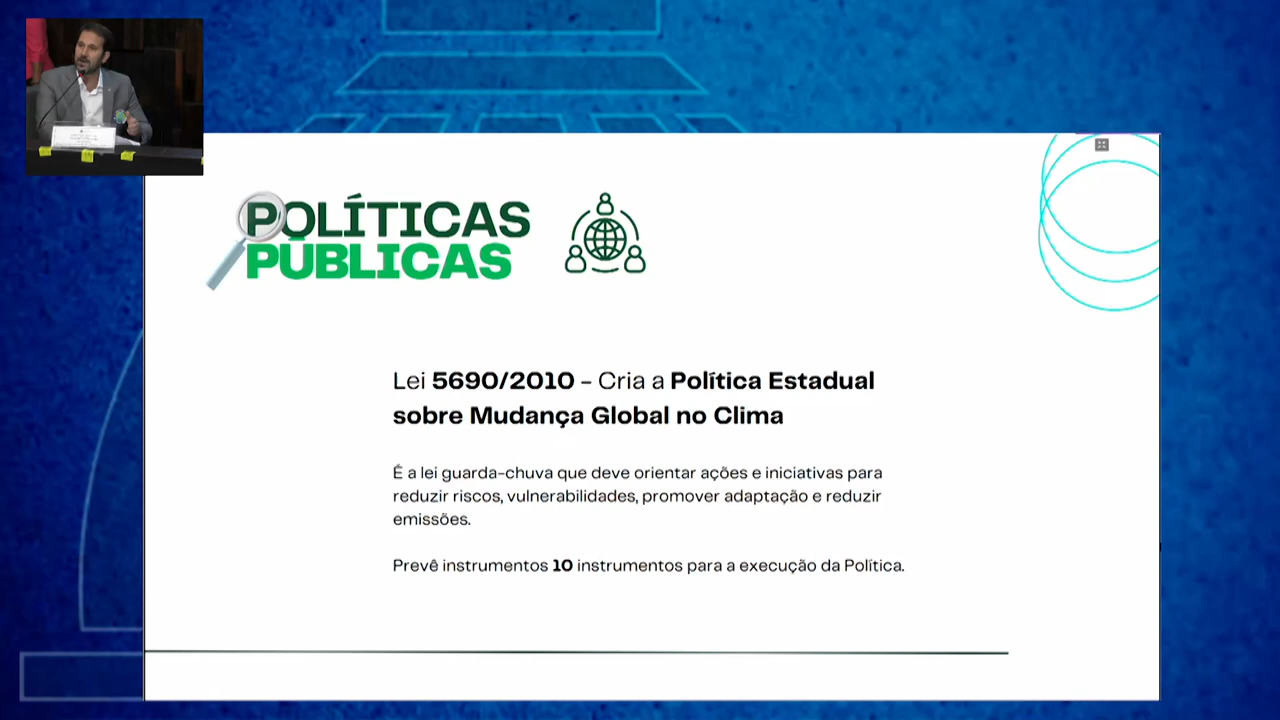 POLÍTICAS
PÚBLICAS
Lei 5690/2010 - Cria a Política Estadual
sobre Mudança Global no Clima
É a lei guarda-chuva que deve orientar ações e iniciativas para
reduzir riscos, vulnerabilidades, promover adaptação e reduzir
emissões.
Prevê instrumentos 10 instrumentos para a execução da Política.